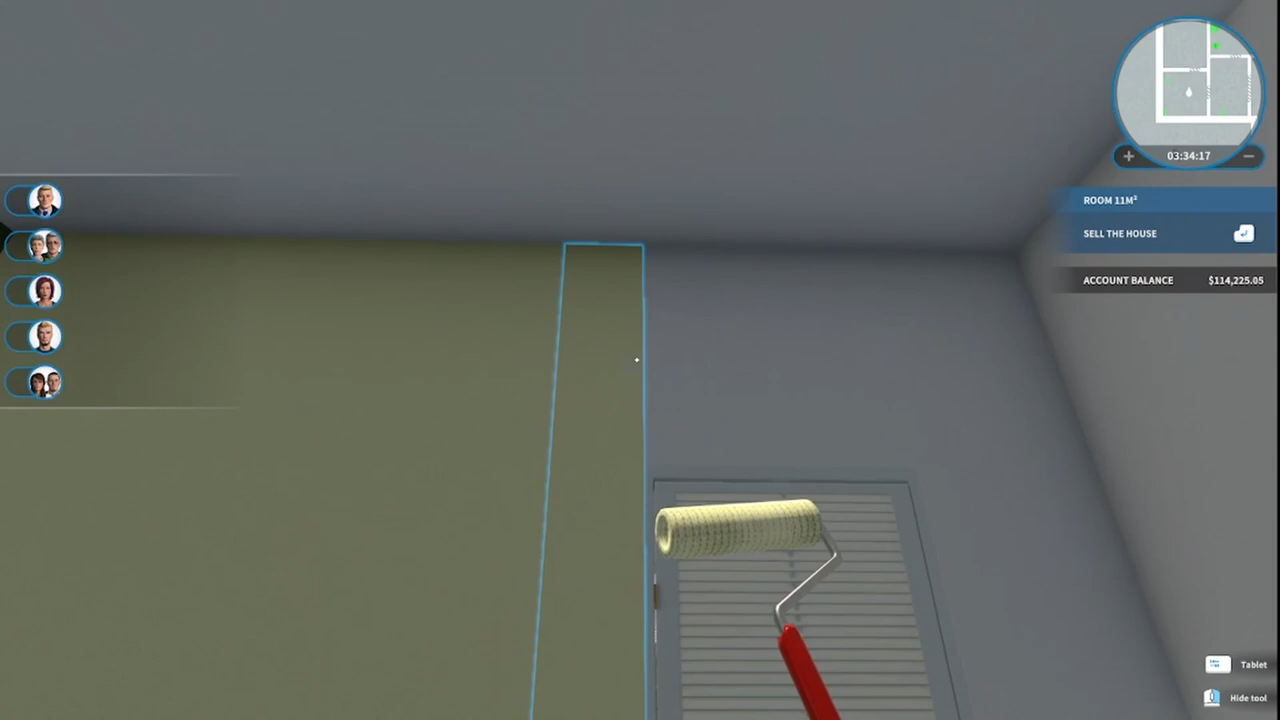 03:34:17
ROOM 11M²
SELL THE HOUSE
ACCOUNT BALANCE $114,225.05
Tablet
Hide tool